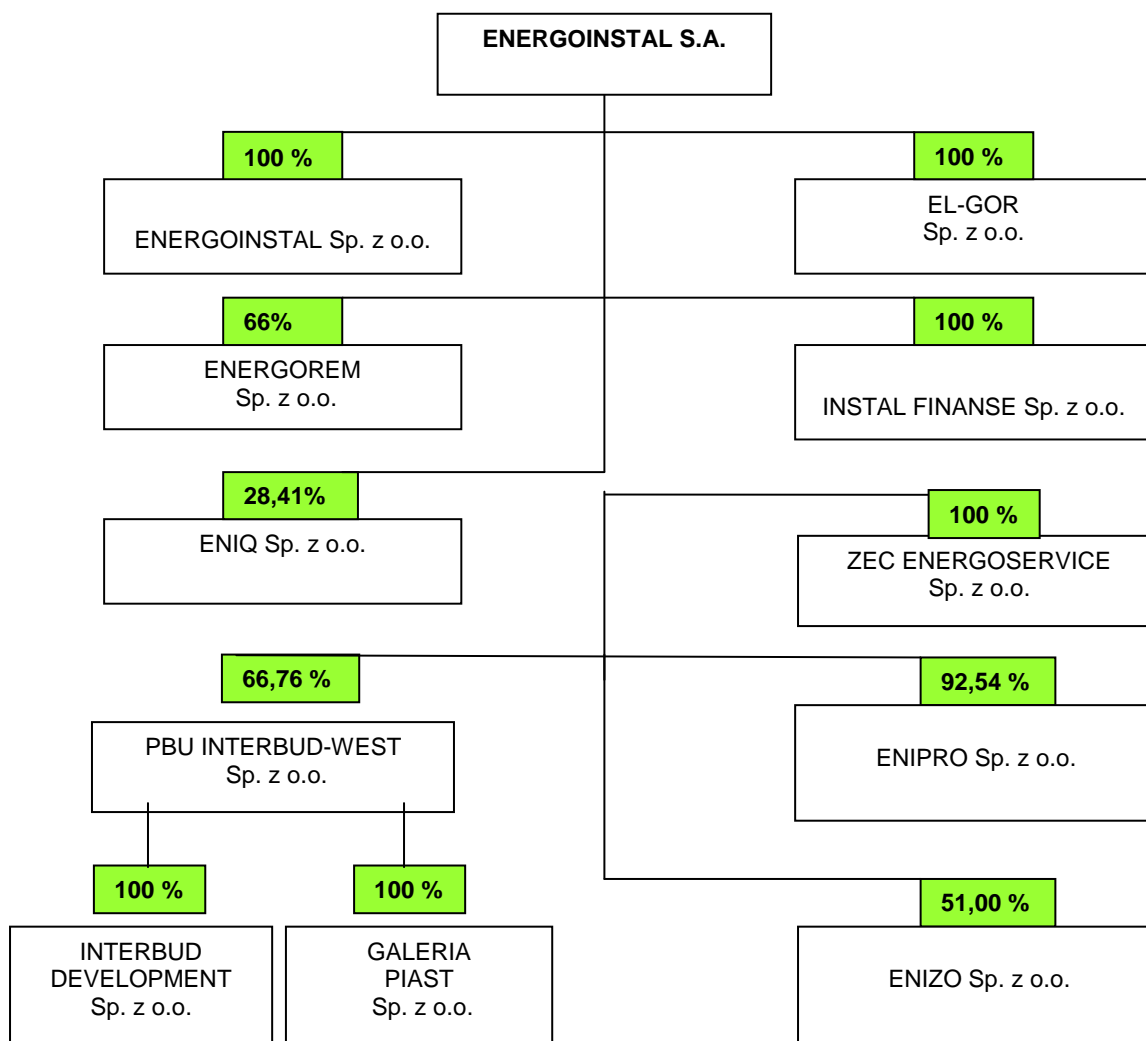 ENERGOINSTAL S.A.
100 %
ENERGOINSTAL Sp. z o.o.
100 %
EL-GOR
Sp. z o.o.
66%
ENERGOREM
Sp. z o.o.
100 %
INSTAL FINANSE Sp. z o.o.
28,41%
ENIQ Sp. z o.o.
100 %
ZEC ENERGOSERVICE
Sp. z o.o.
66,76 %
PBU INTERBUD-WEST
Sp. z o.o.
92,54 %
ENIPRO Sp. z o.o.
100 %
INTERBUD
DEVELOPMENT
Sp. z o.o.
100 %
GALERIA
PIAST
Sp. z o.o.
51,00 %
ENIZO Sp. z o.o.